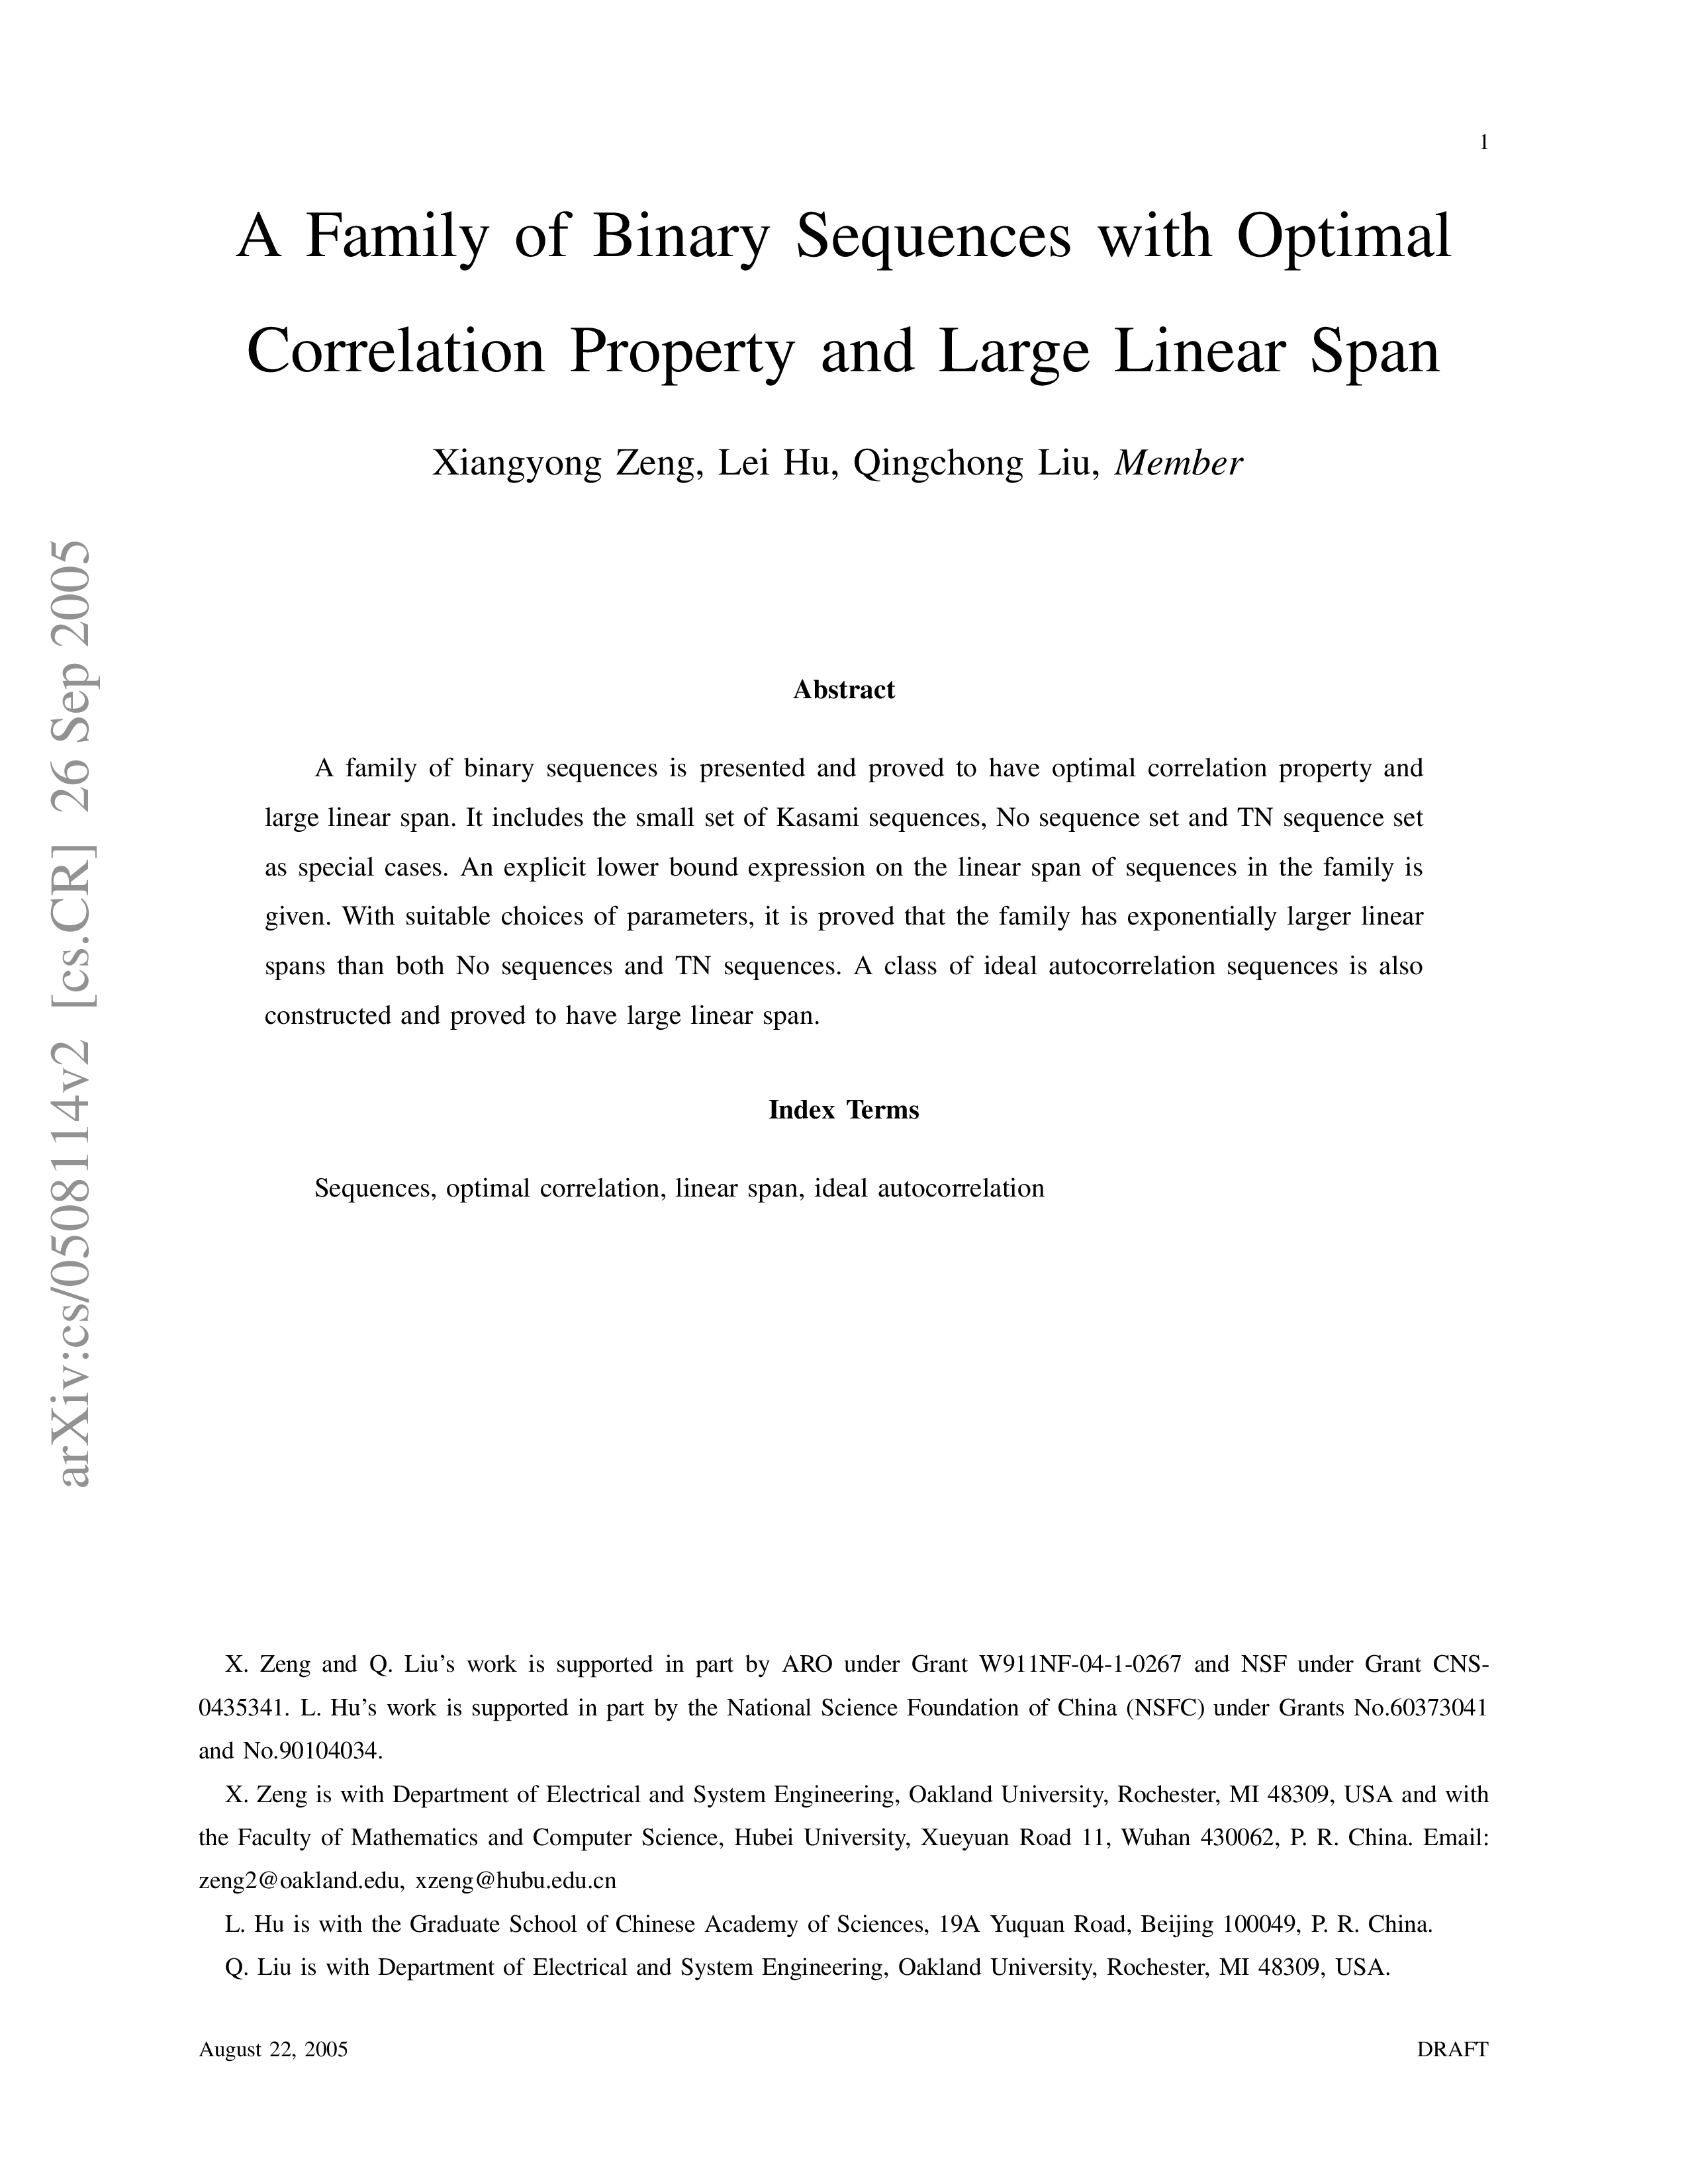 1
A Family of Binary Sequences with Optimal
Correlation Property and Large Linear Span
Xiangyong Zeng, Lei Hu, Qingchong Liu, Member
arXiv:cs/0508114v2 [cs.CR] 26 Sep 2005
Abstract
A family of binary sequences is presented and proved to have optimal correlation property and
large linear span. It includes the small set of Kasami sequences, No sequence set and TN sequence set
as special cases. An explicit lower bound expression on the linear span of sequences in the family is
given. With suitable choices of parameters, it is proved that the family has exponentially larger linear
spans than both No sequences and TN sequences. A class of ideal autocorrelation sequences is also
constructed and proved to have large linear span.
Index Terms
Sequences, optimal correlation, linear span, ideal autocorrelation
X. Zeng and Q. Liu's work is supported in part by ARO under Grant W911NF-04-1-0267 and NSF under Grant CNS-
0435341. L. Hu's work is supported in part by the National Science Foundation of China (NSFC) under Grants No.60373041
and No.90104034.
X. Zeng is with Department of Electrical and System Engineering, Oakland University, Rochester, MI 48309, USA and with
the Faculty of Mathematics and Computer Science, Hubei University, Xueyuan Road 11, Wuhan 430062, P. R. China. Email:
zeng2@oakland.edu, xzeng@hubu.edu.cn
L. Hu is with the Graduate School of Chinese Academy of Sciences, 19A Yuquan Road, Beijing 100049, P. R. China.
Q. Liu is with Department of Electrical and System Engineering, Oakland University, Rochester, MI 48309, USA.
August 22, 2005
DRAFT